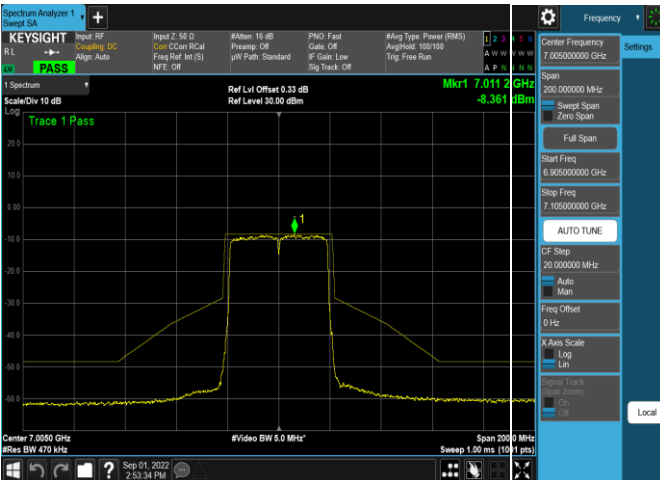 Spectrum Analyzer 1
Swept SA
+
Frequency
KEYSIGHT
Input: RF
Input Z: 50 Ω
#Atten: 16 dB
PNO: Fast
#Avg Type: Power (RMS)
1 2 3 4 5 6
RL
Coupling: DC
Corr CCorr RCal
Preamp: Off
Gate: Off
Avg|Hold: 100/100
A W W W W W
Align: Auto
Freq Ref: Int (S)
µW Path: Standard
IF Gain: Low
Trig: Free Run
LW PASS
NFE: Off
Sig Track: Off
A P N N N N
1 Spectrum
Ref Lvl Offset 0.33 dB
Mkr1 7.011 2 GHz
Scale/Div 10 dB
Ref Level 30.00 dBm
-8.361 dBm
Log
Trace 1 Pass
20.0
10.0
0.00
1
-10.0
-20.0
-30.0
-40.0
-50.0
-60.0
Center 7.0050 GHz
#Video BW 5.0 MHz*
Span 200.0 MHz
#Res BW 470 kHz
Sweep 1.00 ms (1001 pts)
?
Sep 01, 2022
2:53:34 PM
Center Frequency
7.005000000 GHz
Settings
Span
200.000000 MHz
Swept Span
Zero Span
Full Span
Start Freq
6.905000000 GHz
Stop Freq
7.105000000 GHz
AUTO TUNE
CF Step
20.000000 MHz
Auto
Man
Freq Offset
0 Hz
X Axis Scale
Log
Lin
Signal Track
(Span Zoom)
On
Off
Local